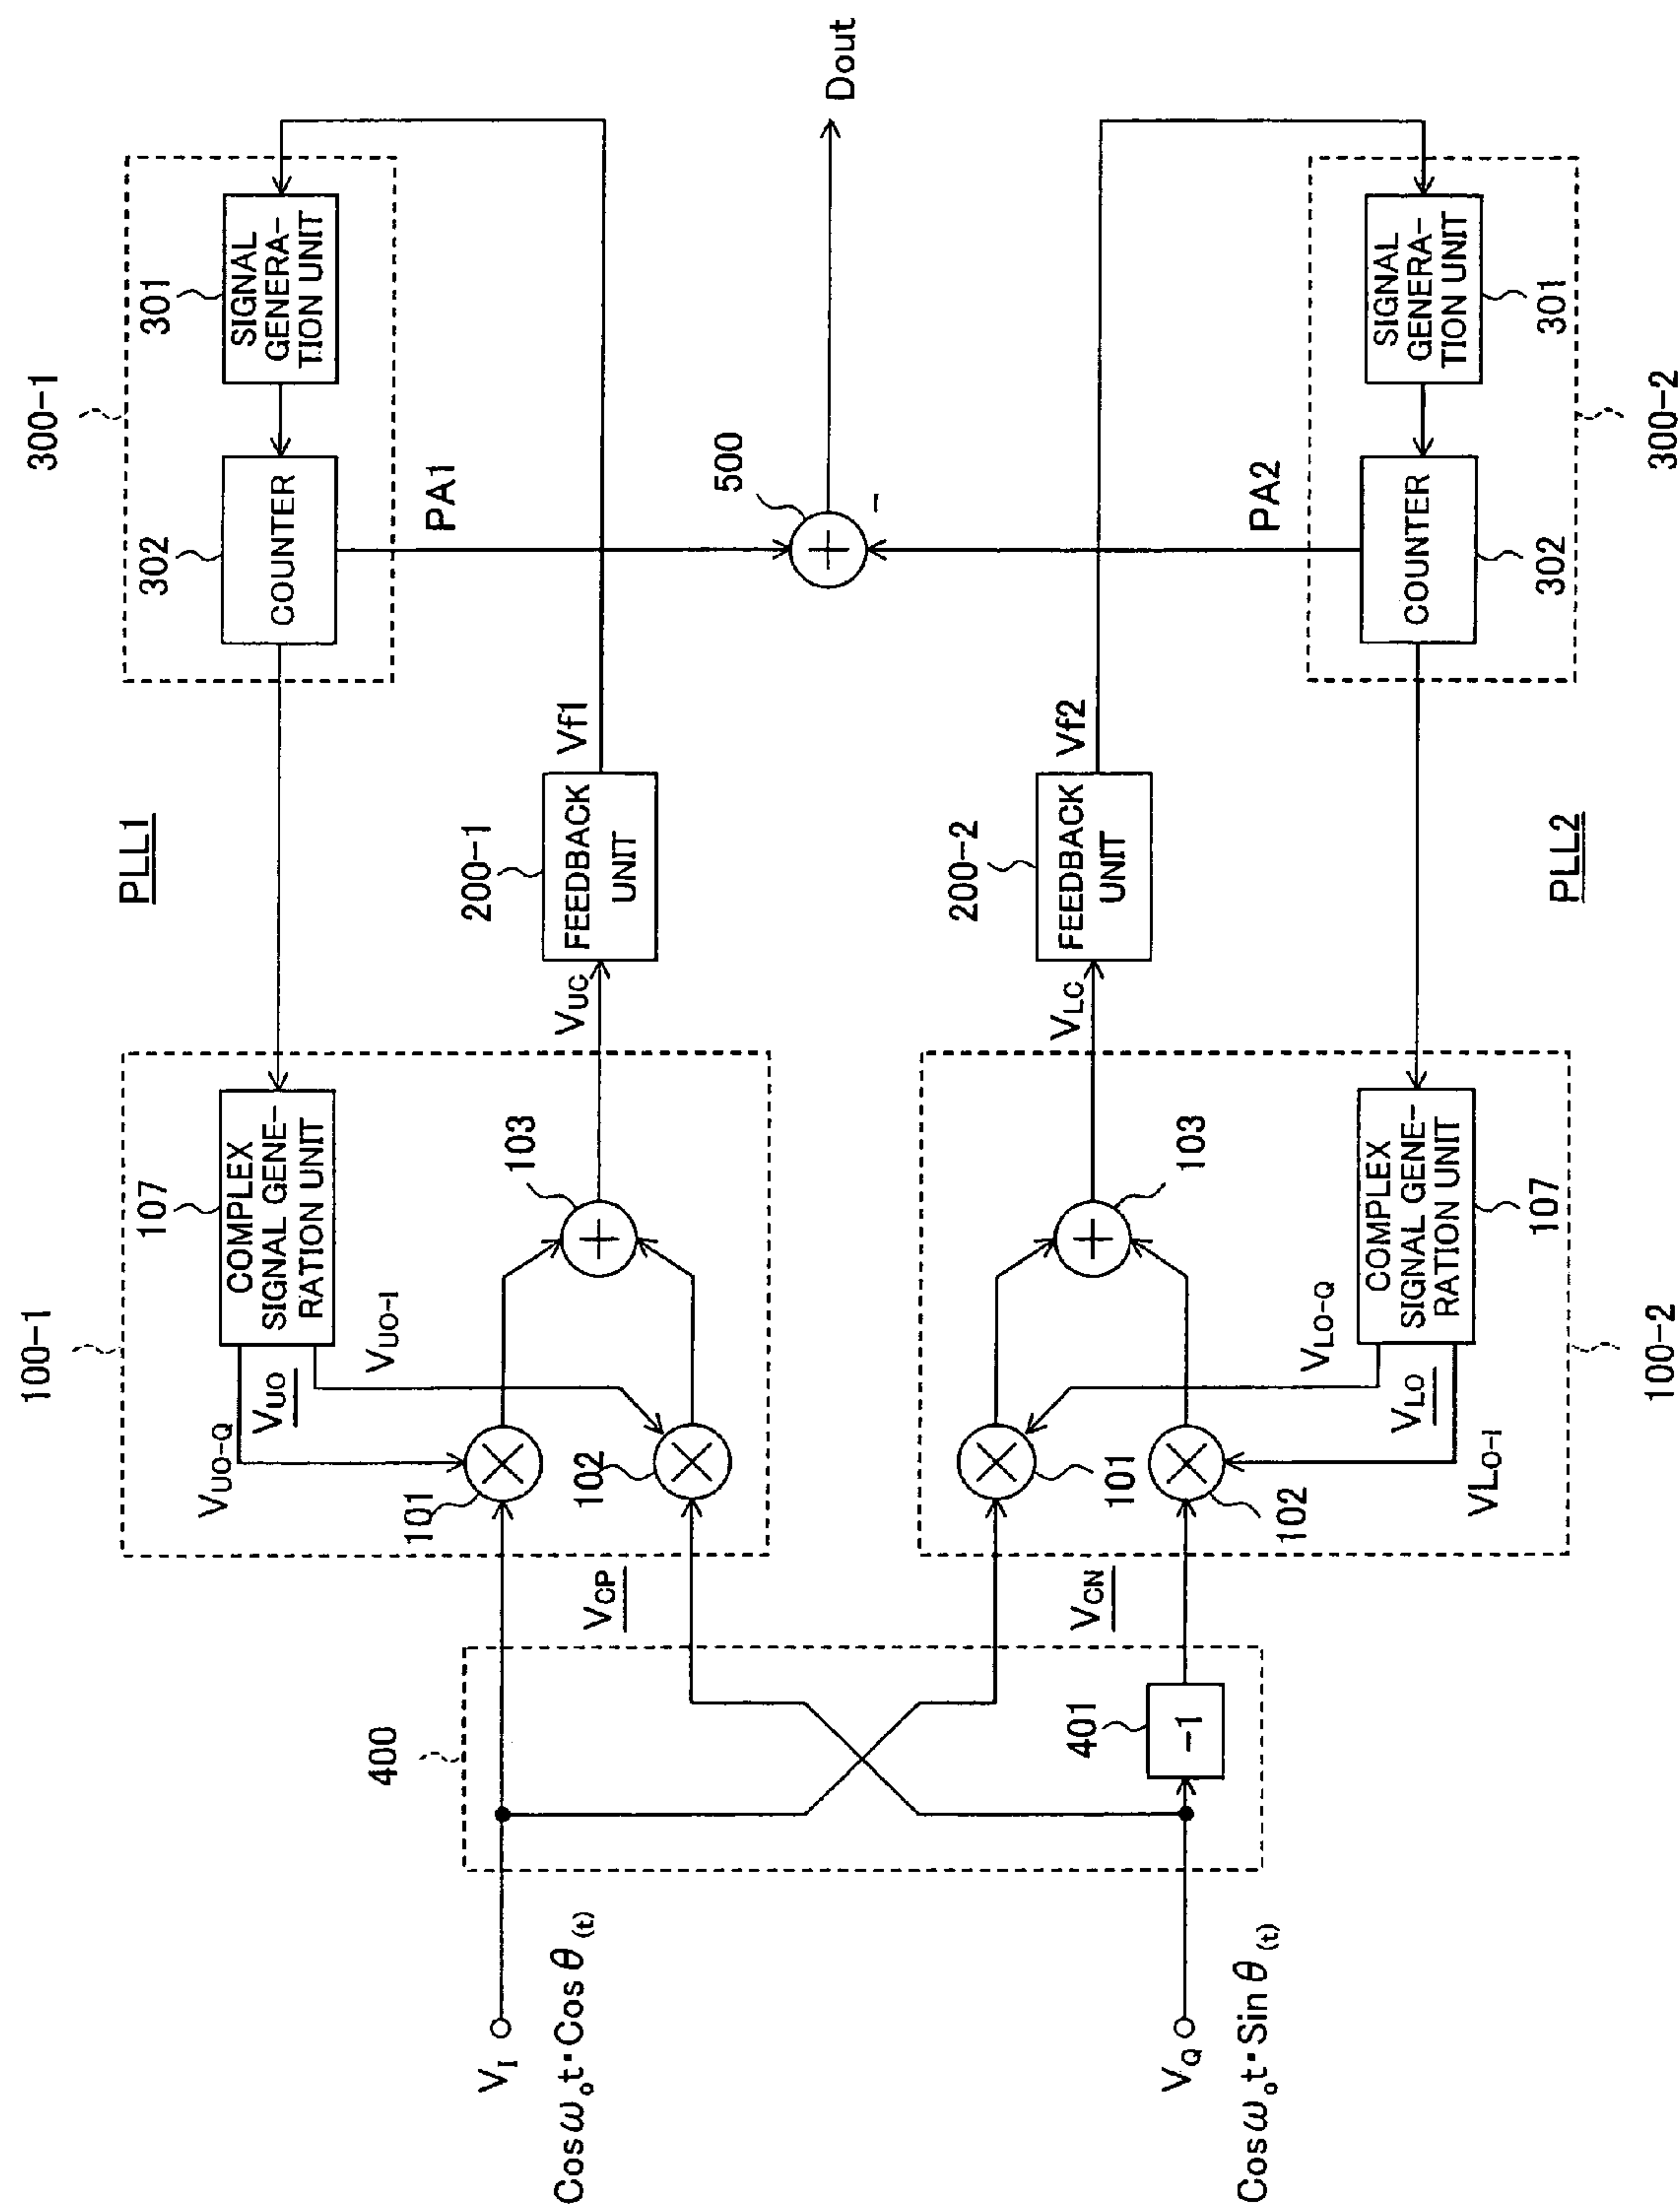 300-1
301
SIGNAL
GENERA-
TION UNIT
302
COUNTER
PA1
PLL1
Vf1
200-1
FEEDBACK
UNIT
VUC
100-1
107
COMPLEX
SIGNAL GENE-
RATION UNIT
VUO-Q
VUO
VUO-I
101
102
103
VCP
400
VI
Cosω₀t·Cosθ(t)
500
+
-
Dout
VCN
401
-1
VQ
Cosω₀t·Sinθ(t)
100-2
101
102
103
+
+
×
×
×
×
VLO-Q
VLO
VLO-I
107
COMPLEX
SIGNAL GENE-
RATION UNIT
VLC
200-2
FEEDBACK
UNIT
Vf2
PLL2
PA2
300-2
302
COUNTER
301
SIGNAL
GENERA-
TION UNIT